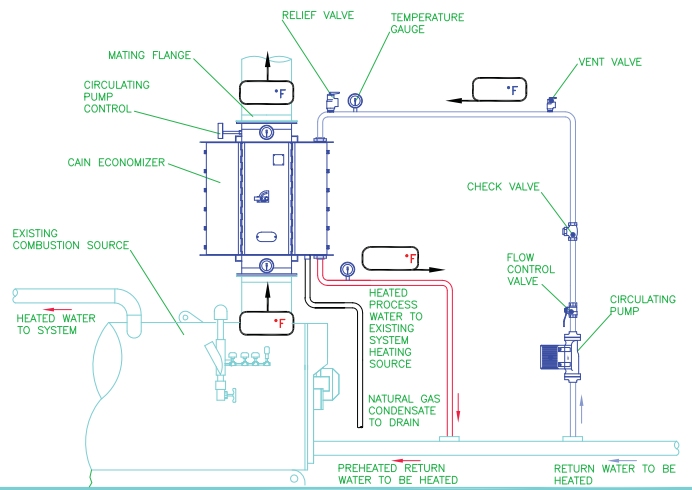 RELIEF VALVE
TEMPERATURE
GAUGE
MATING FLANGE
VENT VALVE
CIRCULATING
PUMP
CONTROL
°F
°F
CAIN ECONOMIZER
CHECK VALVE
EXISTING
COMBUSTION SOURCE
°F
FLOW
CONTROL
VALVE
HEATED
PROCESS
WATER TO
EXISTING
SYSTEM
HEATING
SOURCE
CIRCULATING
PUMP
HEATED WATER
TO SYSTEM
°F
NATURAL GAS
CONDENSATE
TO DRAIN
PREHEATED RETURN
WATER TO BE HEATED
RETURN WATER TO BE
HEATED